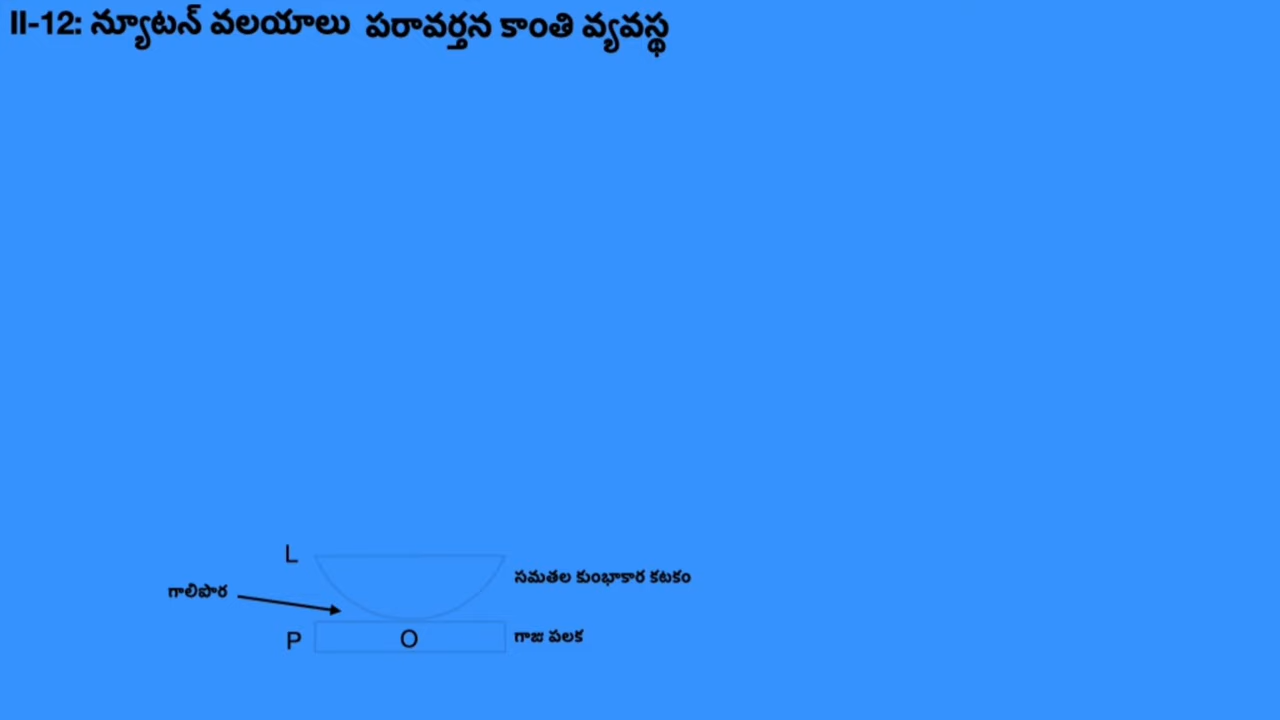 II-12: న్యూటన్ వలయాలు పరావర్తన కాంతి వ్యవస్థ
L
సమతల కుంభాకార కటకం
గాలిపొర
P
O
గాజు పలక